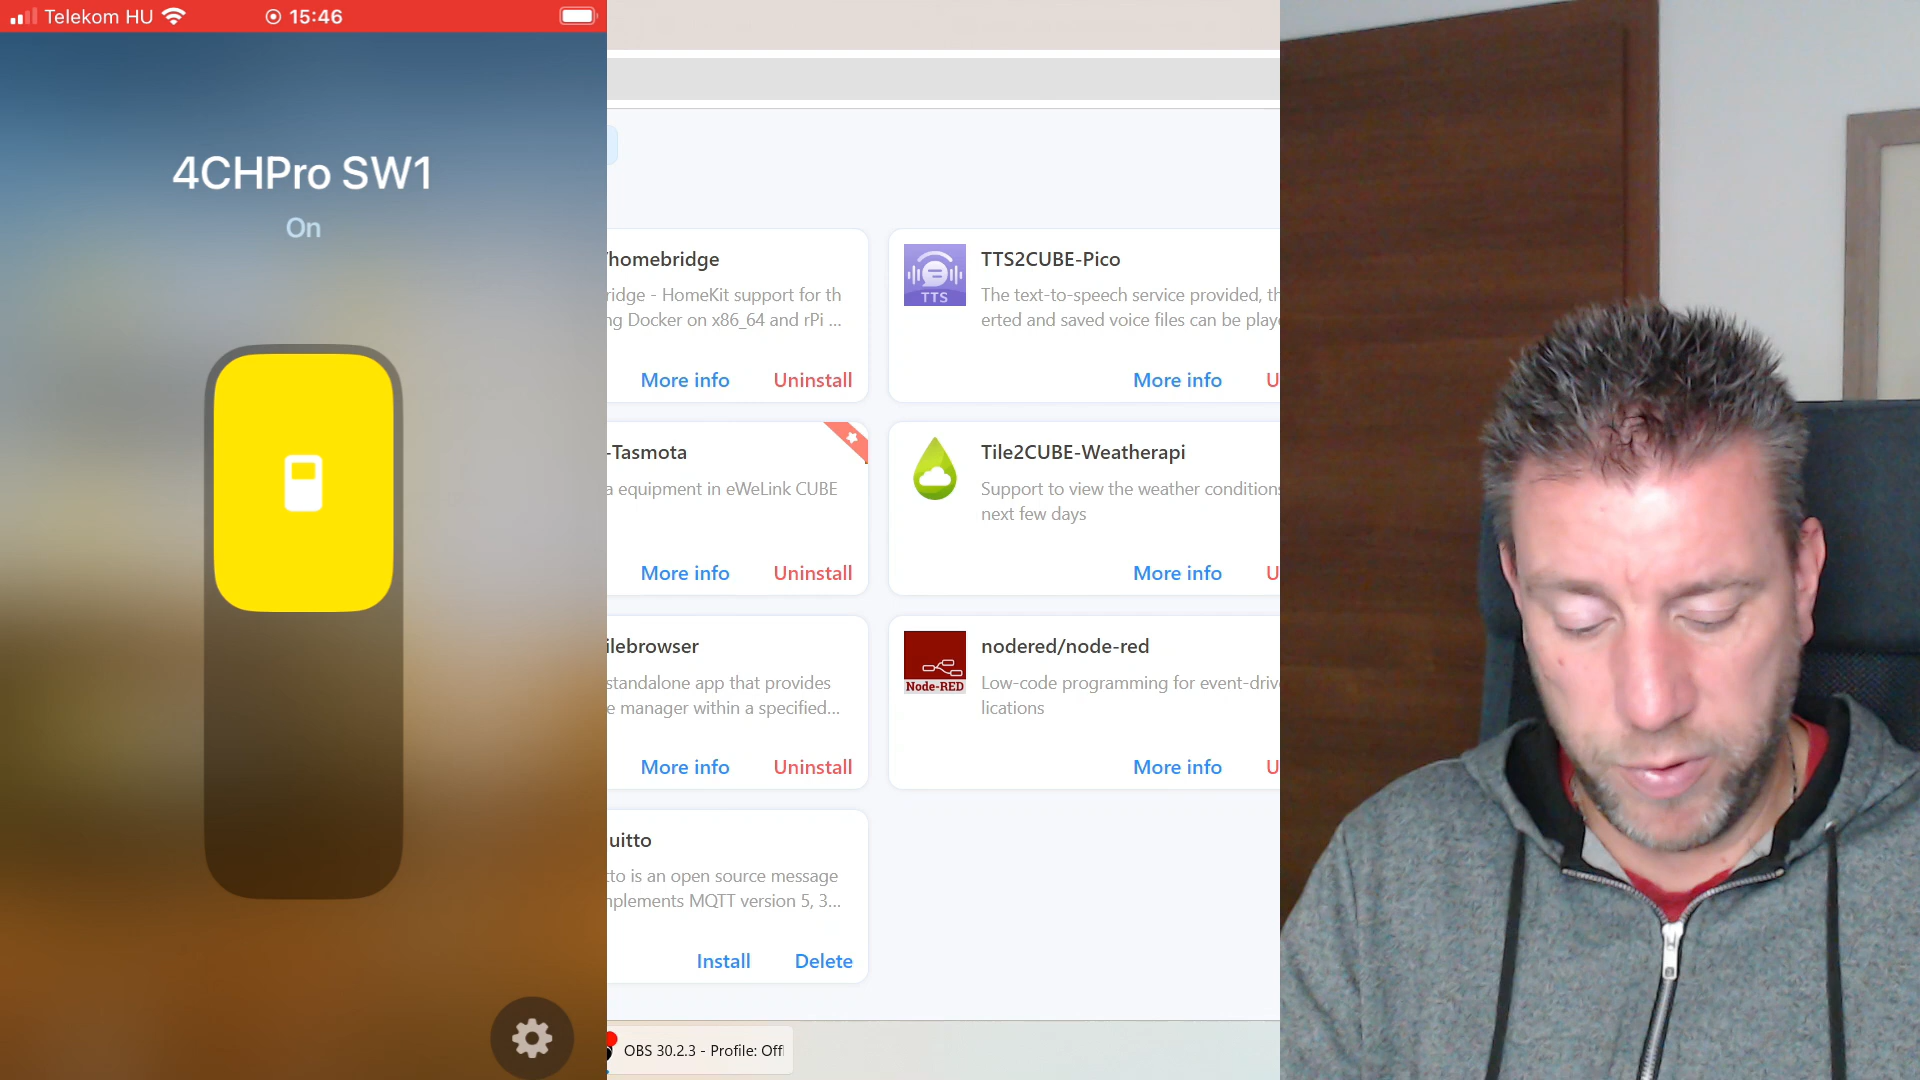 Telekom HU
15:46
4CHPro SW1
On
homebridge
ridge - HomeKit support for th
ng Docker on x86_64 and rPi ...
More info
Uninstall
TTS
TTS2CUBE-Pico
The text-to-speech service provided, th
erted and saved voice files can be play
More info
U
-Tasmota
a equipment in eWeLink CUBE
More info
Uninstall
Tile2CUBE-Weatherapi
Support to view the weather conditions
next few days
More info
U
ilebrowser
standalone app that provides
e manager within a specified...
More info
Uninstall
Node-RED
nodered/node-red
Low-code programming for event-driv
lications
More info
U
uitto
to is an open source message
mplements MQTT version 5, 3...
Install
Delete
OBS 30.2.3 - Profile: Off